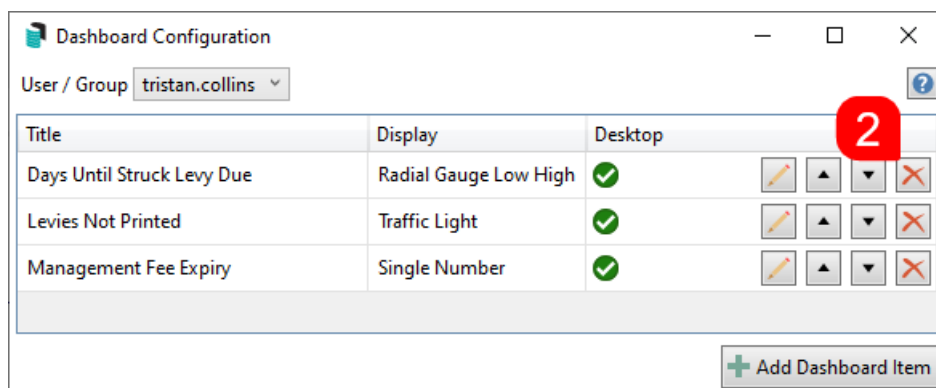 Dashboard Configuration
User / Group tristan.collins
?
2
Title Display Desktop
Days Until Struck Levy Due Radial Gauge Low High
Levies Not Printed Traffic Light
Management Fee Expiry Single Number
Add Dashboard Item